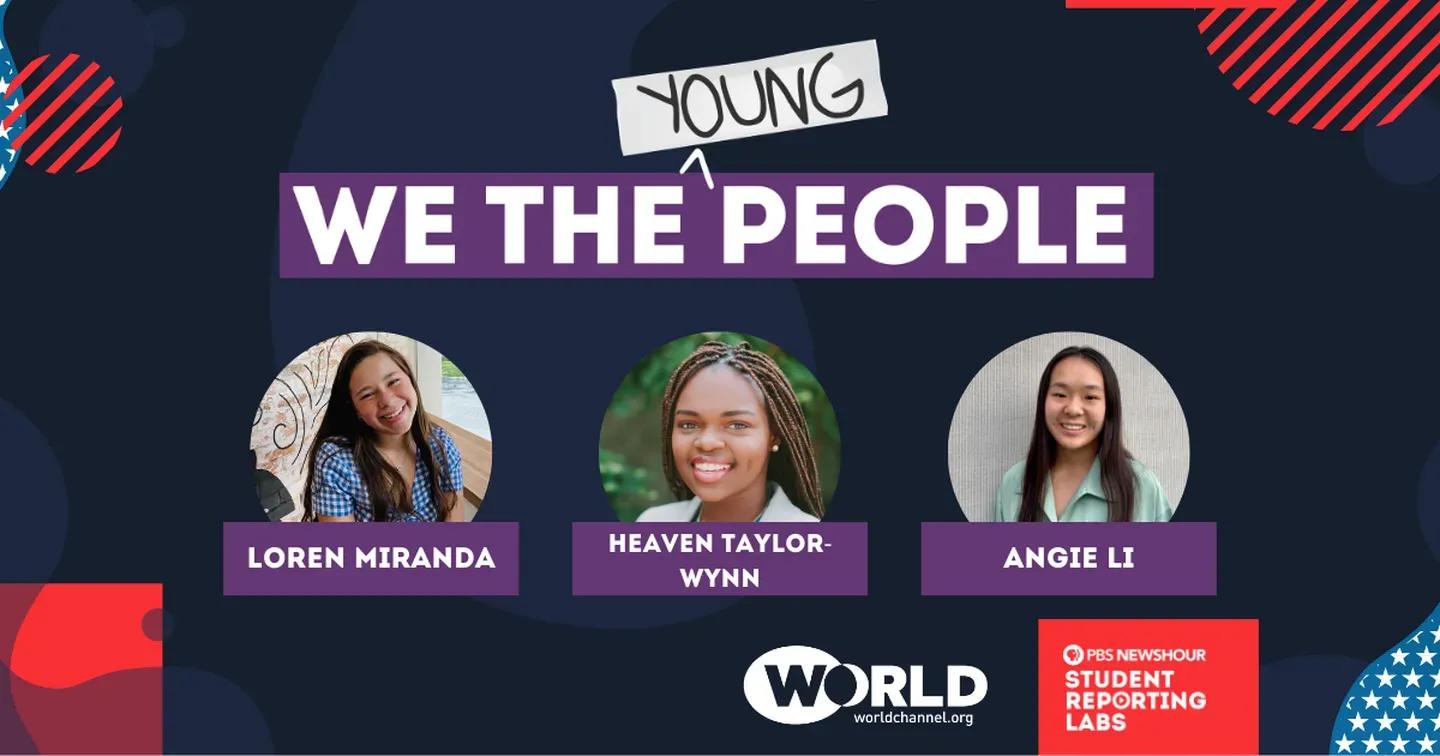 YOUNG
WE THE PEOPLE
LOREN MIRANDA
HEAVEN TAYLOR-
WYNN
ANGIE LI
WORLD
worldchannel.org
PBS NEWSHOUR
STUDENT
REPORTING
LABS